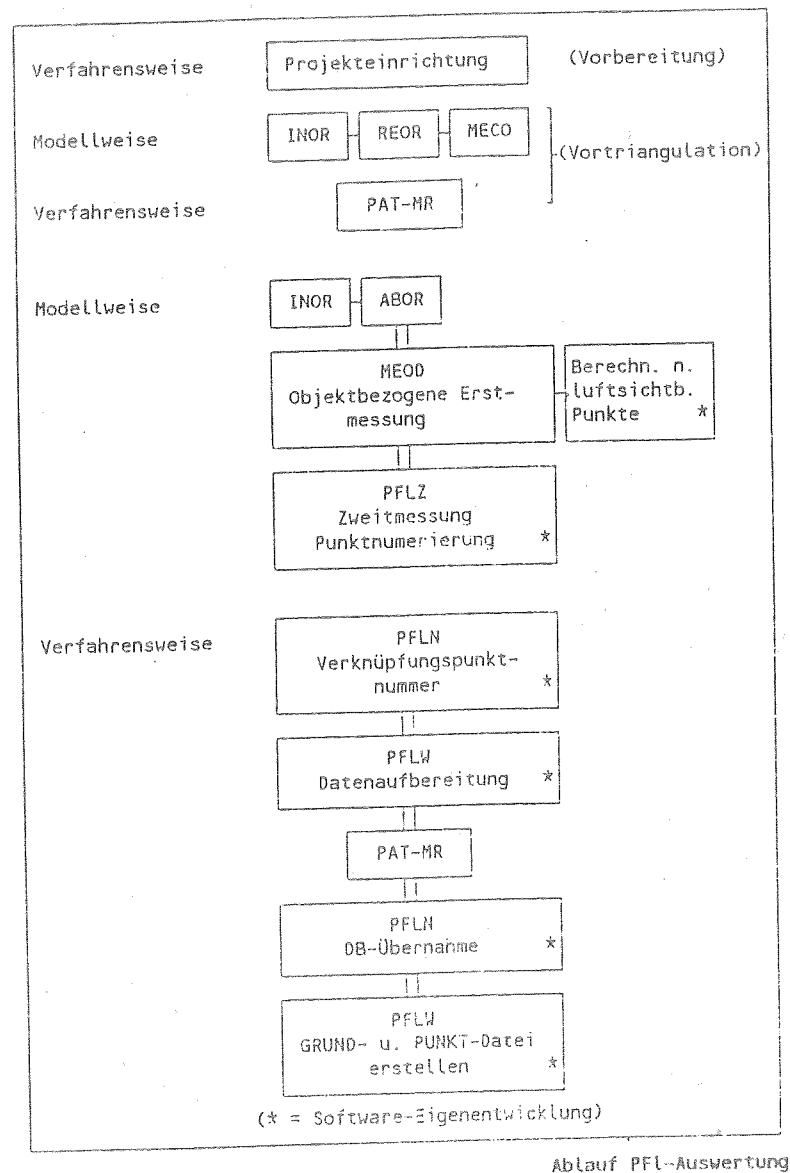 Verfahrensweise Projekteinrichtung (Vorbereitung)
Modellweise INOR REOR MECO
(Vortriangulation)
Verfahrensweise PAT-MR
Modellweise INOR ABOR
MEOD
Objektbezogene Erst-
messung
Berechn. n.
luftsichtb.
Punkte *
PFLZ
Zweitmessung
Punktnumerierung *
Verfahrensweise
PFLN
Verknüpfungspunkt-
nummer *
PFLW
Datenaufbereitung *
PAT-MR
PFLN
DB-Übernahme *
PFLW
GRUND- u. PUNKT-Datei
erstellen *
(* = Software-Eigenentwicklung)
Ablauf PFl-Auswertung